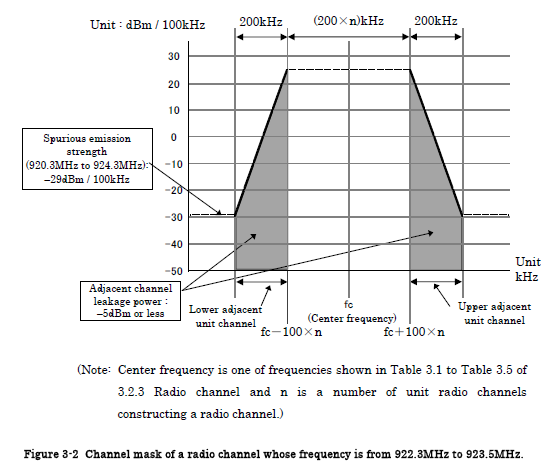 Unit : dBm / 100kHz
200kHz
(200×n)kHz
200kHz
30
20
10
0
−10
−20
−30
−40
−50
Spurious emission
strength
(920.3MHz to 924.3MHz):
−29dBm / 100kHz
Adjacent channel
leakage power :
−5dBm or less
Lower adjacent
unit channel
fc
(Center frequency)
fc−100×n
fc+100×n
Upper adjacent
unit channel
Unit
kHz
(Note: Center frequency is one of frequencies shown in Table 3.1 to Table 3.5 of
3.2.3 Radio channel and n is a number of unit radio channels
constructing a radio channel.)
Figure 3-2 Channel mask of a radio channel whose frequency is from 922.3MHz to 923.5MHz.